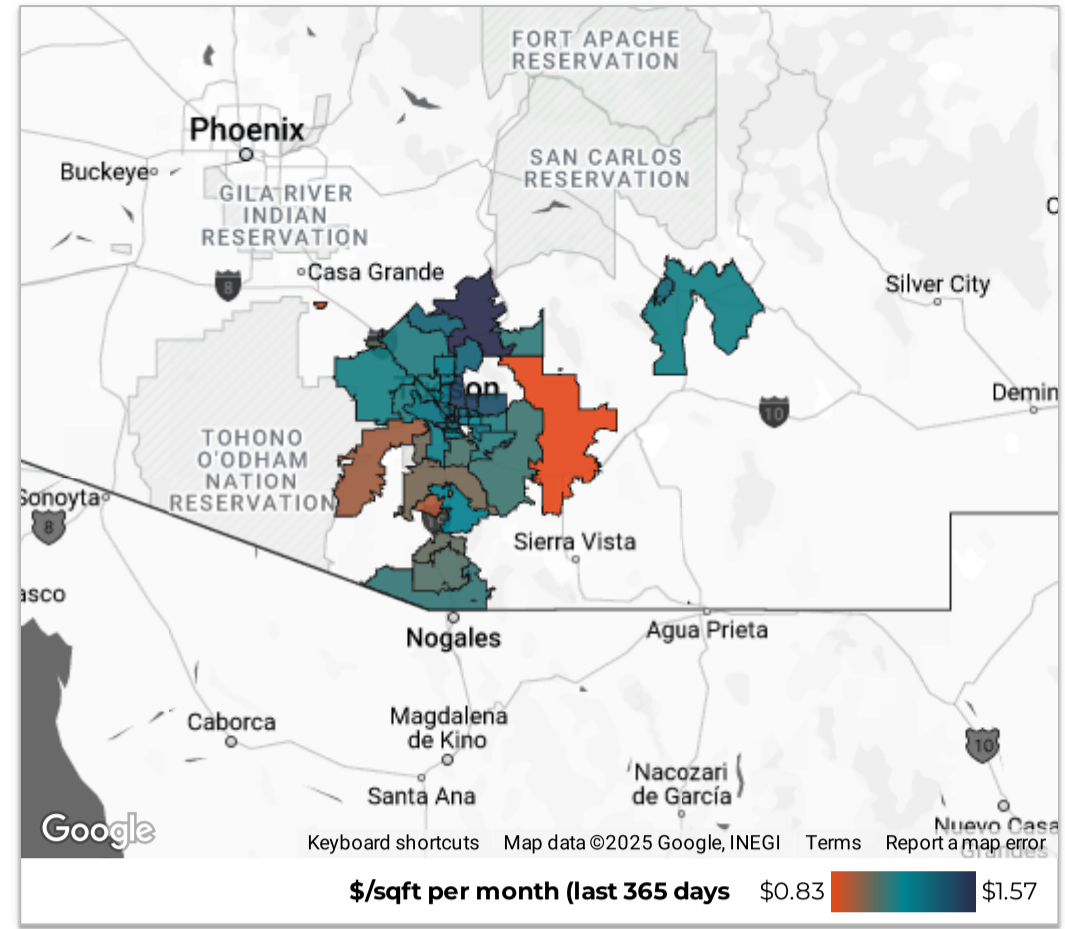 FORT APACHE
RESERVATION
Phoenix
Buckeye
SAN CARLOS
RESERVATION
GILA RIVER
INDIAN
RESERVATION
Casa Grande
8
Silver City
son
Demin
10
TOHONO
O'ODHAM
NATION
RESERVATION
Sonoyta
8
Sierra Vista
asco
Nogales
Agua Prieta
Caborca
Magdalena
de Kino
10
Nacozari
de García
Santa Ana
Nuevo Casa
Grandes
Google
Keyboard shortcuts Map data ©2025 Google, INEGI Terms Report a map error
$/sqft per month (last 365 days $0.83 $1.57